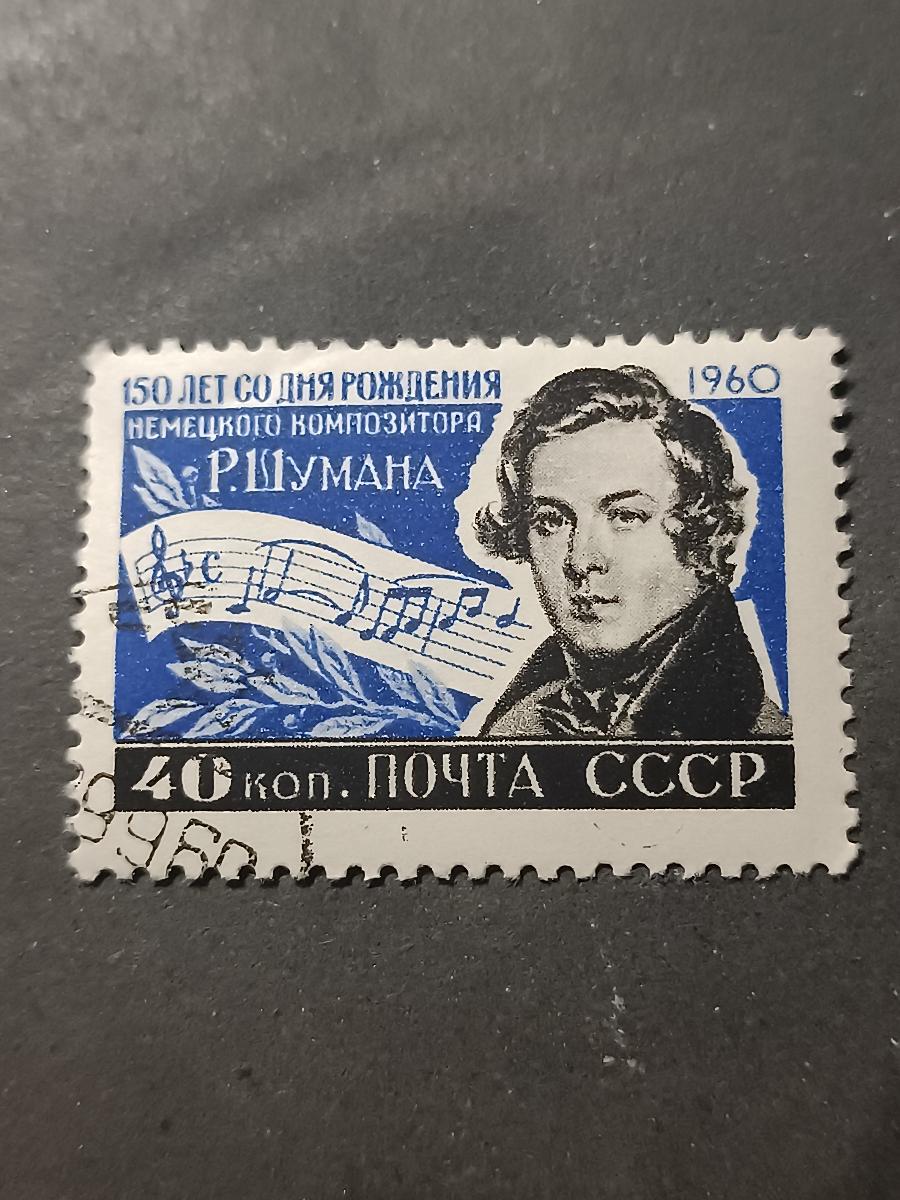 150 ЛЕТ СО ДНЯ РОЖДЕНИЯ
1960
НЕМЕЦКОГО КОМПОЗИТОРА
Р. ШУМАНА
40 коп. ПОЧТА СССР